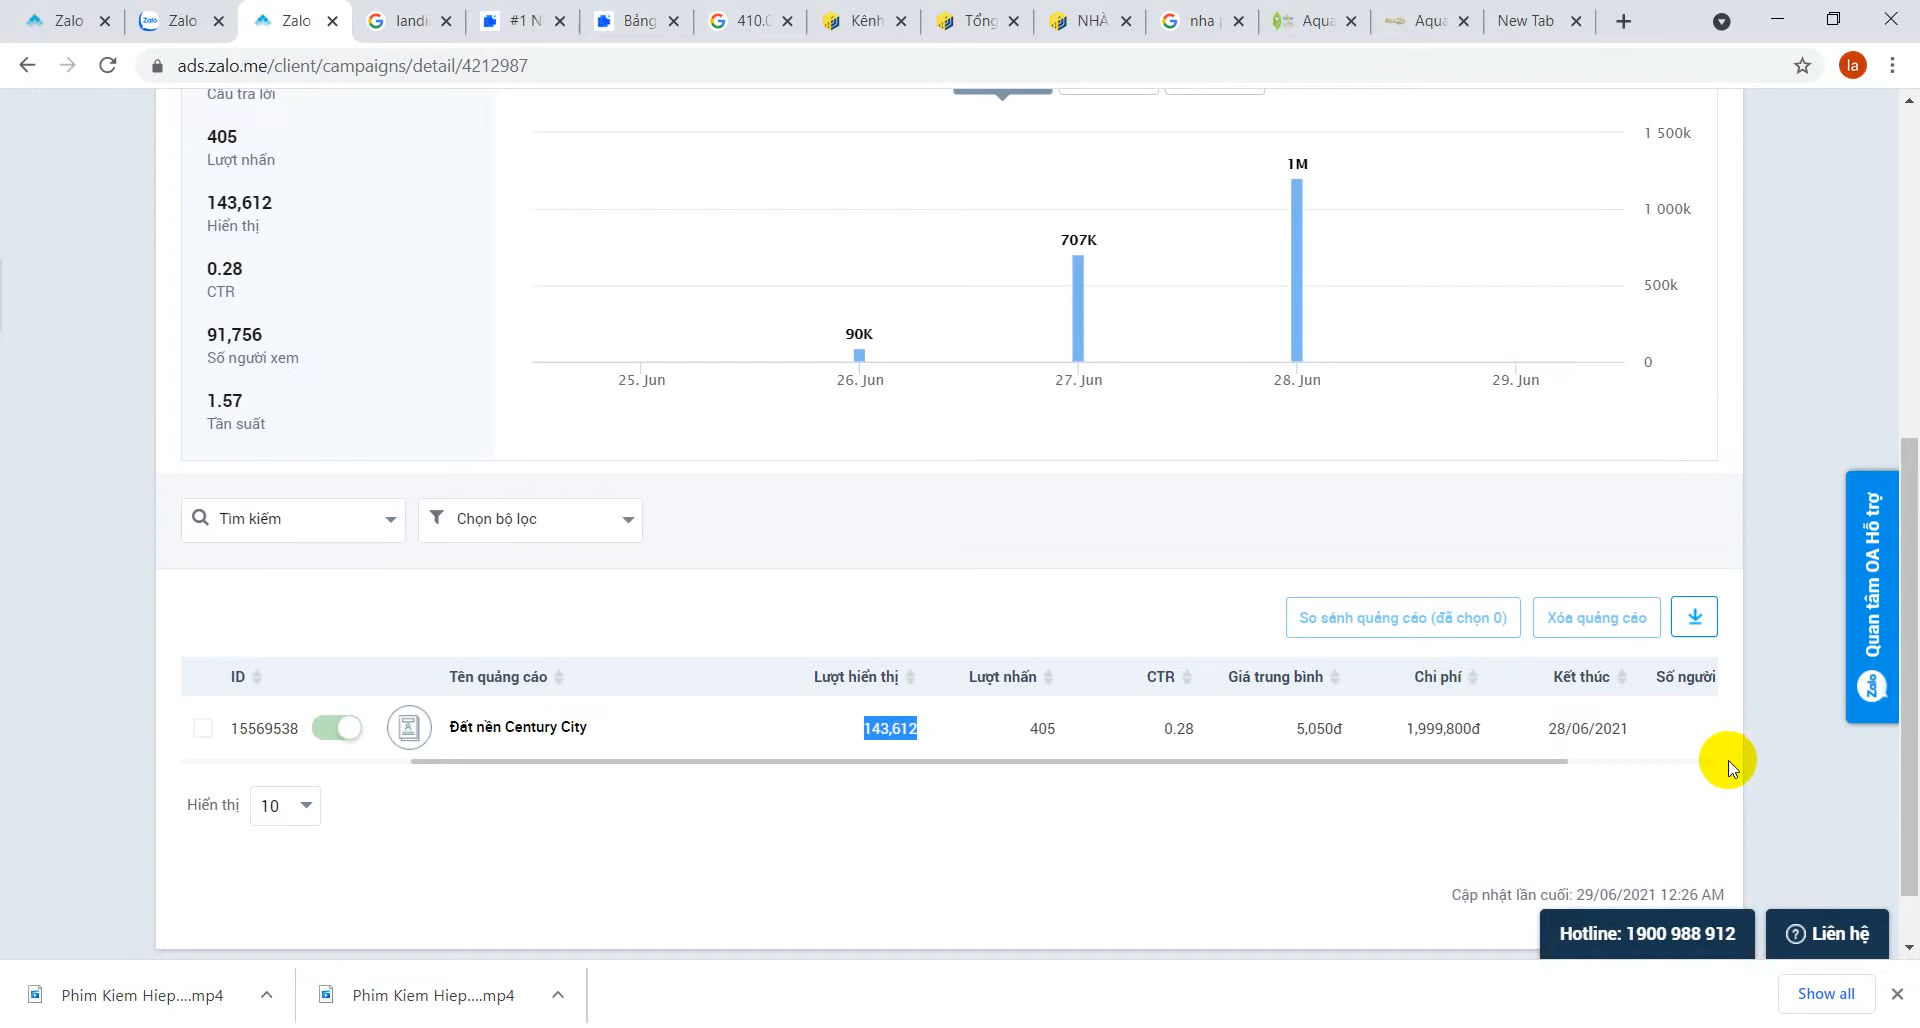 Zalo
Zalo
Zalo
landi
#1 N
Bảng
410.0
Kênh
Tổng
NHÀ
nha
Aqua
Aqua
New Tab
ads.zalo.me/client/campaigns/detail/4212987
la
Câu trả lời
405
Lượt nhấn
143,612
Hiển thị
0.28
CTR
91,756
Số người xem
1.57
Tần suất
1 500k
1M
1 000k
707K
500k
90K
0
25. Jun
26. Jun
27. Jun
28. Jun
29. Jun
Tìm kiếm
Chọn bộ lọc
Quan tâm OA Hỗ trợ
Zalo
So sánh quảng cáo (đã chọn 0)
Xóa quảng cáo
ID
Tên quảng cáo
Lượt hiển thị
Lượt nhấn
CTR
Giá trung bình
Chi phí
Kết thúc
Số người
15569538
Đất nền Century City
143,612
405
0.28
5,050đ
1,999,800đ
28/06/2021
Hiển thị
10
Cập nhật lần cuối: 29/06/2021 12:26 AM
Hotline: 1900 988 912
Liên hệ
Phim Kiem Hiep....mp4
Phim Kiem Hiep....mp4
Show all